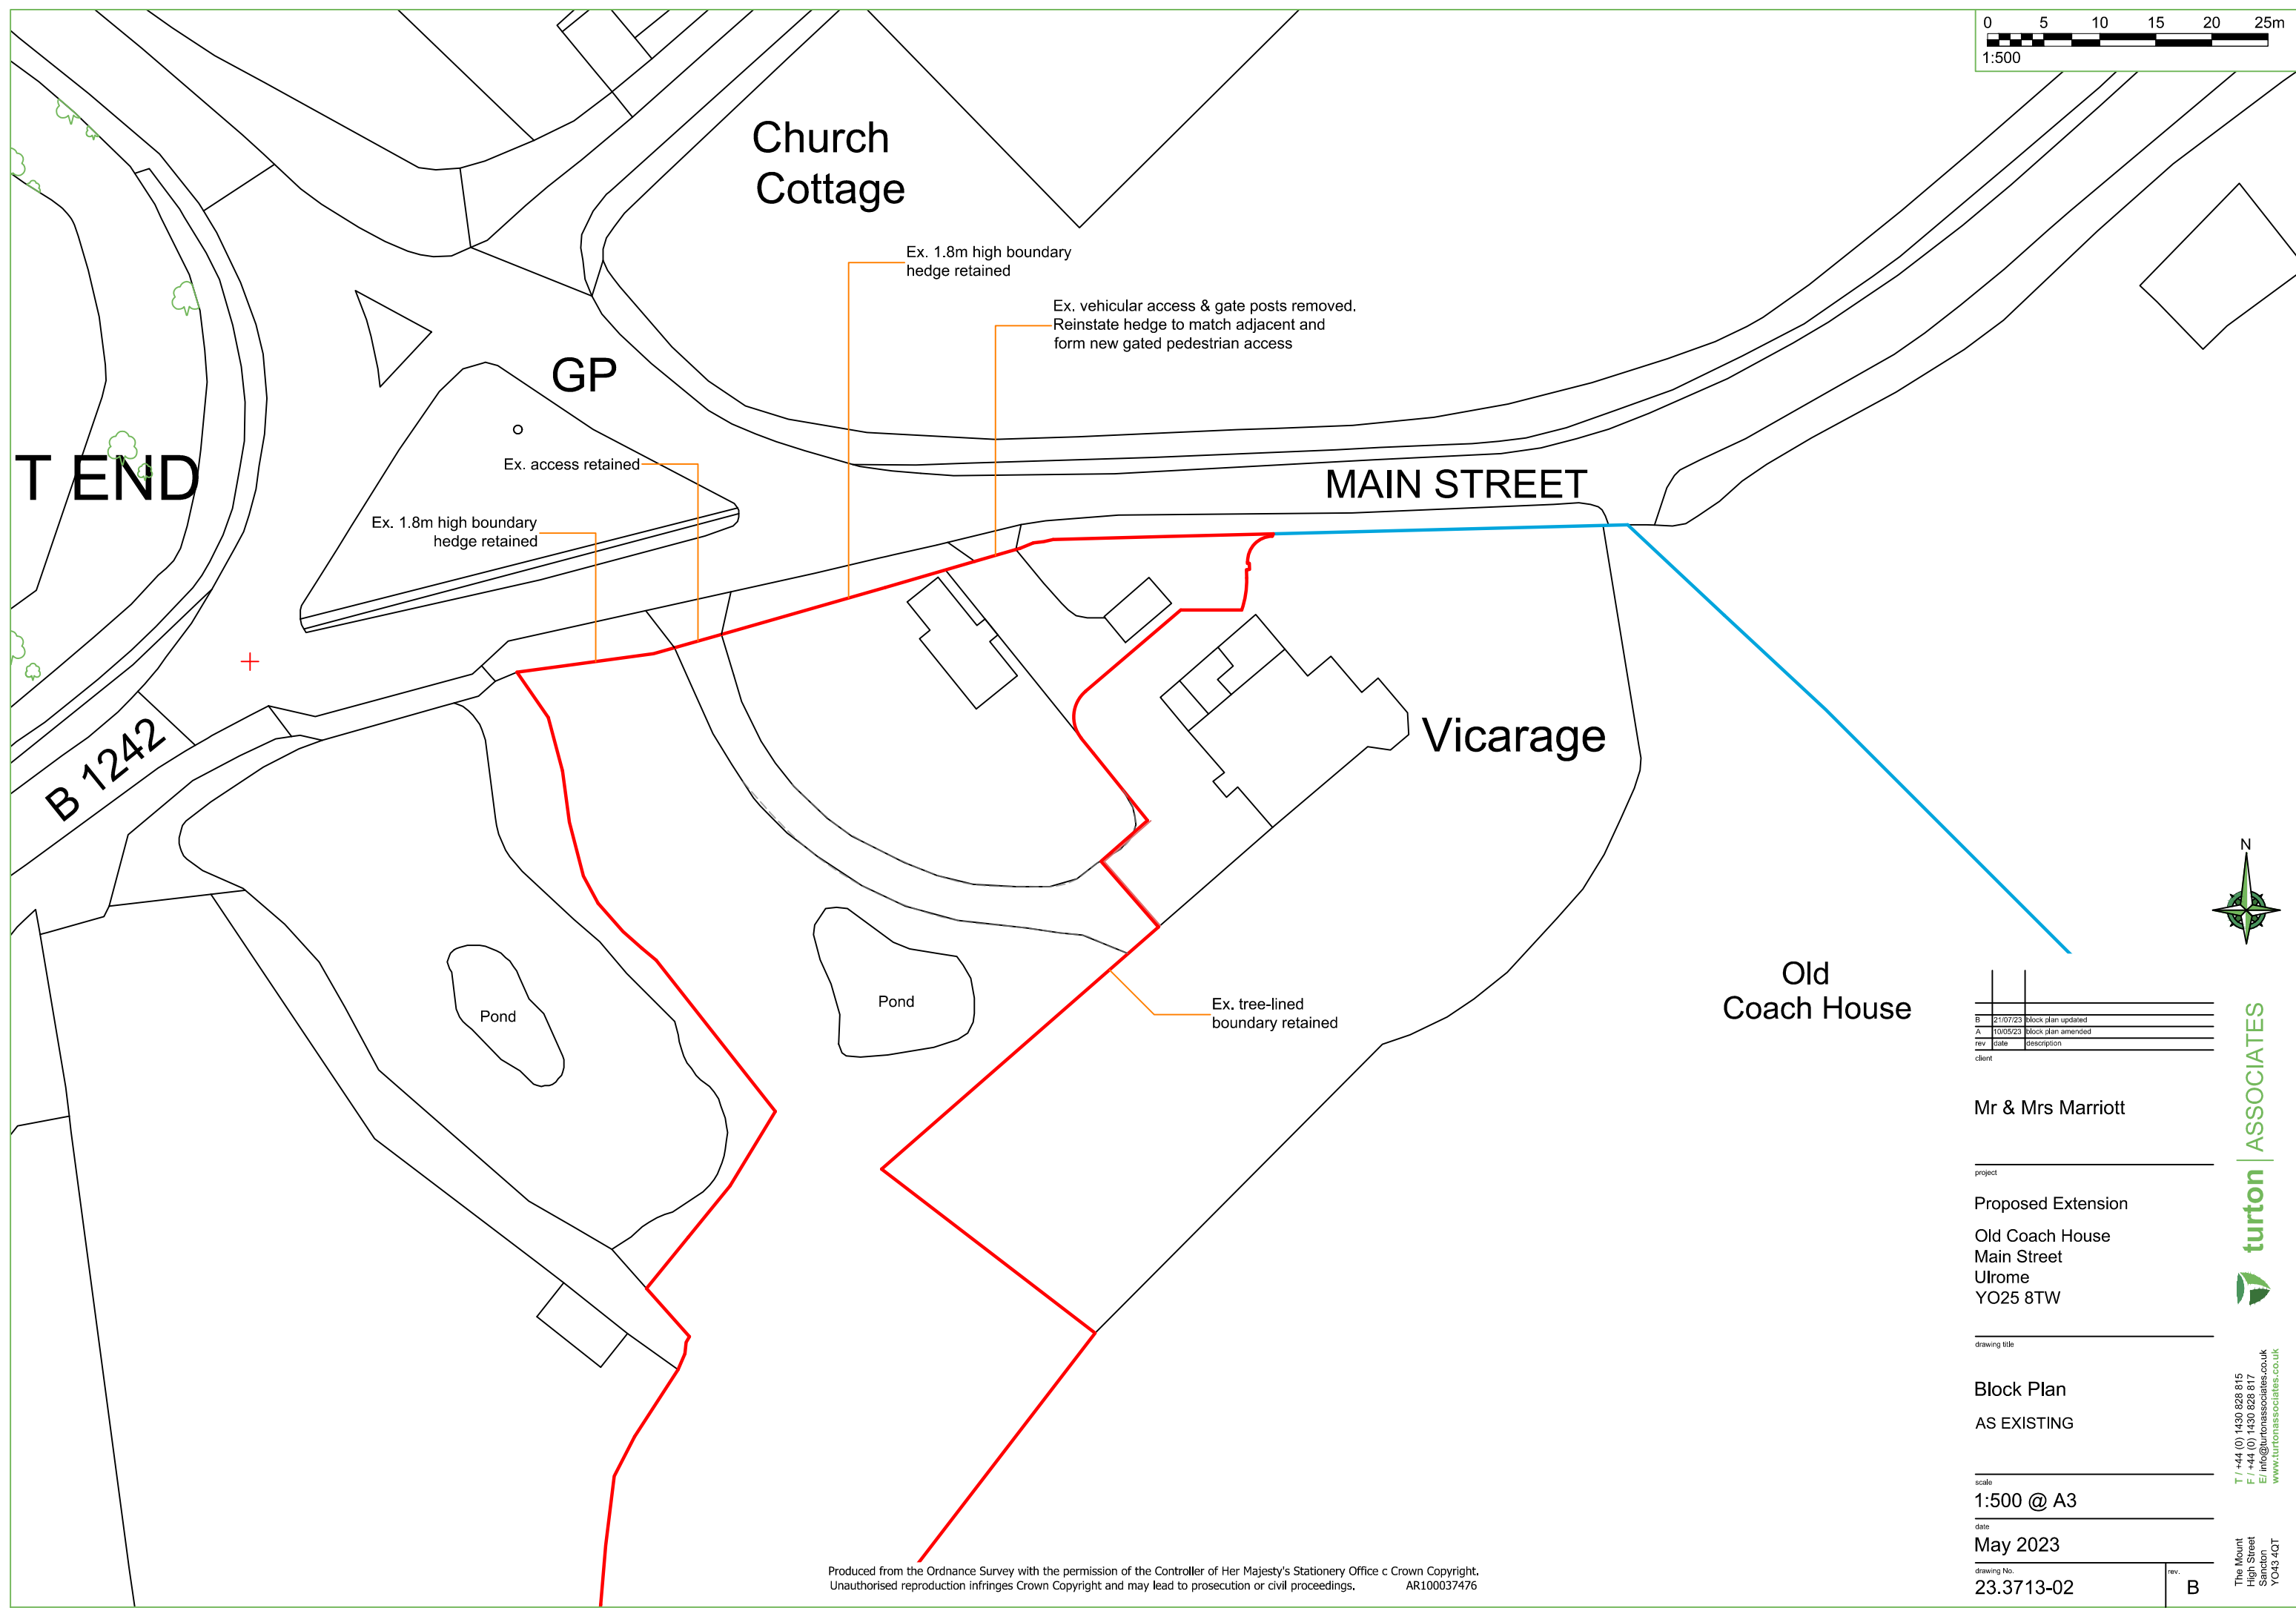 0 5 10 15 20 25m
1:500
Church
Cottage
Ex. 1.8m high boundary
hedge retained
Ex. vehicular access & gate posts removed.
Reinstate hedge to match adjacent and
form new gated pedestrian access
GP
T END
Ex. access retained
MAIN STREET
Ex. 1.8m high boundary
hedge retained
B 1242
Vicarage
N
Pond
Pond
Ex. tree-lined
boundary retained
Old
Coach House
B 21/07/23 block plan updated
A 10/05/23 block plan amended
rev date description
client
Mr & Mrs Marriott
project
Proposed Extension
Old Coach House
Main Street
Ulrome
YO25 8TW
drawing title
Block Plan
AS EXISTING
scale
1:500 @ A3
date
May 2023
drawing No.
23.3713-02
rev.
B
turton | ASSOCIATES
T / +44 (0) 1430 828 815
F / +44 (0) 1430 828 817
E/ info@turtonassociates.co.uk
www.turtonassociates.co.uk
The Mount
High Street
Sancton
YO43 4QT
Produced from the Ordnance Survey with the permission of the Controller of Her Majesty's Stationery Office c Crown Copyright.
Unauthorised reproduction infringes Crown Copyright and may lead to prosecution or civil proceedings. AR100037476